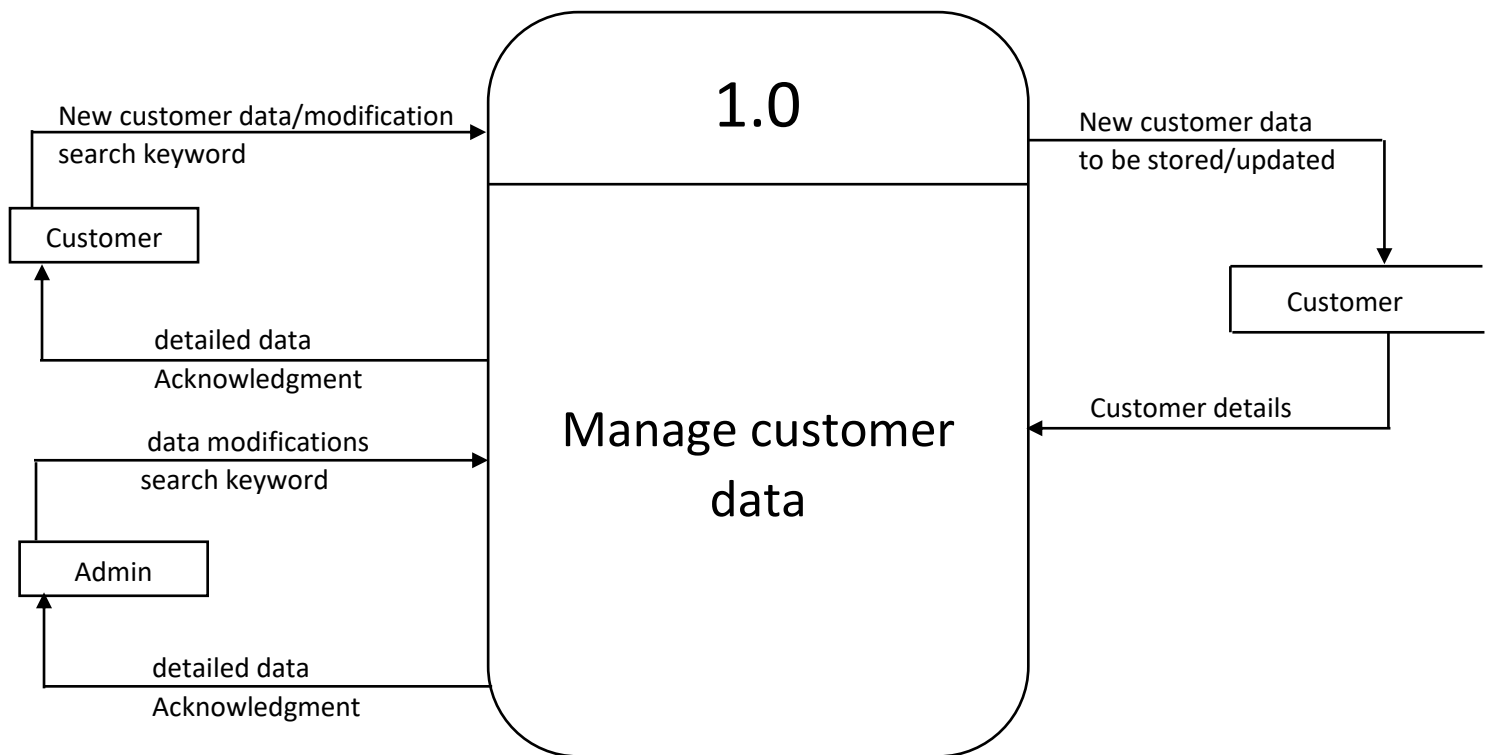 1.0
New customer data/modification
search keyword
Customer
detailed data
Acknowledgment
data modifications
search keyword
Admin
detailed data
Acknowledgment
Manage customer
data
New customer data
to be stored/updated
Customer
Customer details